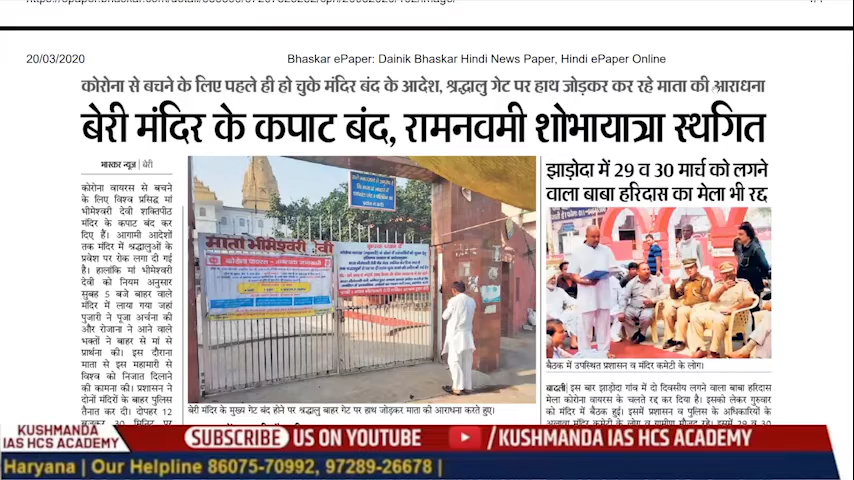 20/03/2020
Bhaskar ePaper: Dainik Bhaskar Hindi News Paper, Hindi ePaper Online
कोरोना से बचने के लिए पहले ही हो चुके मंदिर बंद के आदेश, श्रद्धालु गेट पर हाथ जोड़कर कर रहे माता की आराधना
बेरी मंदिर के कपाट बंद, रामनवमी शोभायात्रा स्थगित
भास्कर न्यूज | बेरी
कोरोना वायरस से बचने
के लिए विश्व प्रसिद्ध मां
भीमेश्वरी देवी शक्तिपीठ
मंदिर के कपाट बंद कर
दिए हैं। आगामी आदेशों
तक मंदिर में श्रद्धालुओं के
प्रवेश पर रोक लगा दी गई
है। हालांकि मां भीमेश्वरी
देवी को नियम अनुसार
सुबह 5 बजे बाहर वाले
मंदिर में लाया गया जहां
पुजारी ने पूजा अर्चना की
और रोजाना ने आने वाले
भक्तों ने बाहर से मां से
प्रार्थना की। इस दौरान
माता से इस महामारी से
विश्व को निजात दिलाने
की कामना की। प्रशासन ने
दोनों मंदिरों के बाहर पुलिस
तैनात कर दी। दोपहर 12
माता भीमेश्वरी देवी
बेरी मंदिर के मुख्य गेट बंद होने पर श्रद्धालु बाहर गेट पर हाथ जोड़कर माता की आराधना करते हुए।
झाड़ोदा में 29 व 30 मार्च को लगने
वाला बाबा हरिदास का मेला भी रद्द
बैठक में उपस्थित प्रशासन व मंदिर कमेटी के लोग।
बादली| इस बार झाड़ोदा गांव में दो दिवसीय लगने वाला बाबा हरिदास
मेला कोरोना वायरस के चलते रद्द कर दिया है। इसको लेकर गुरुवार
को मंदिर में बैठक हुई। इसमें प्रशासन व पुलिस के अधिकारियों के
KUSHMANDA
IAS HCS ACADEMY
SUBSCRIBE US ON YOUTUBE
/KUSHMANDA IAS HCS ACADEMY
Haryana | Our Helpline 86075-70992, 97289-26678 |